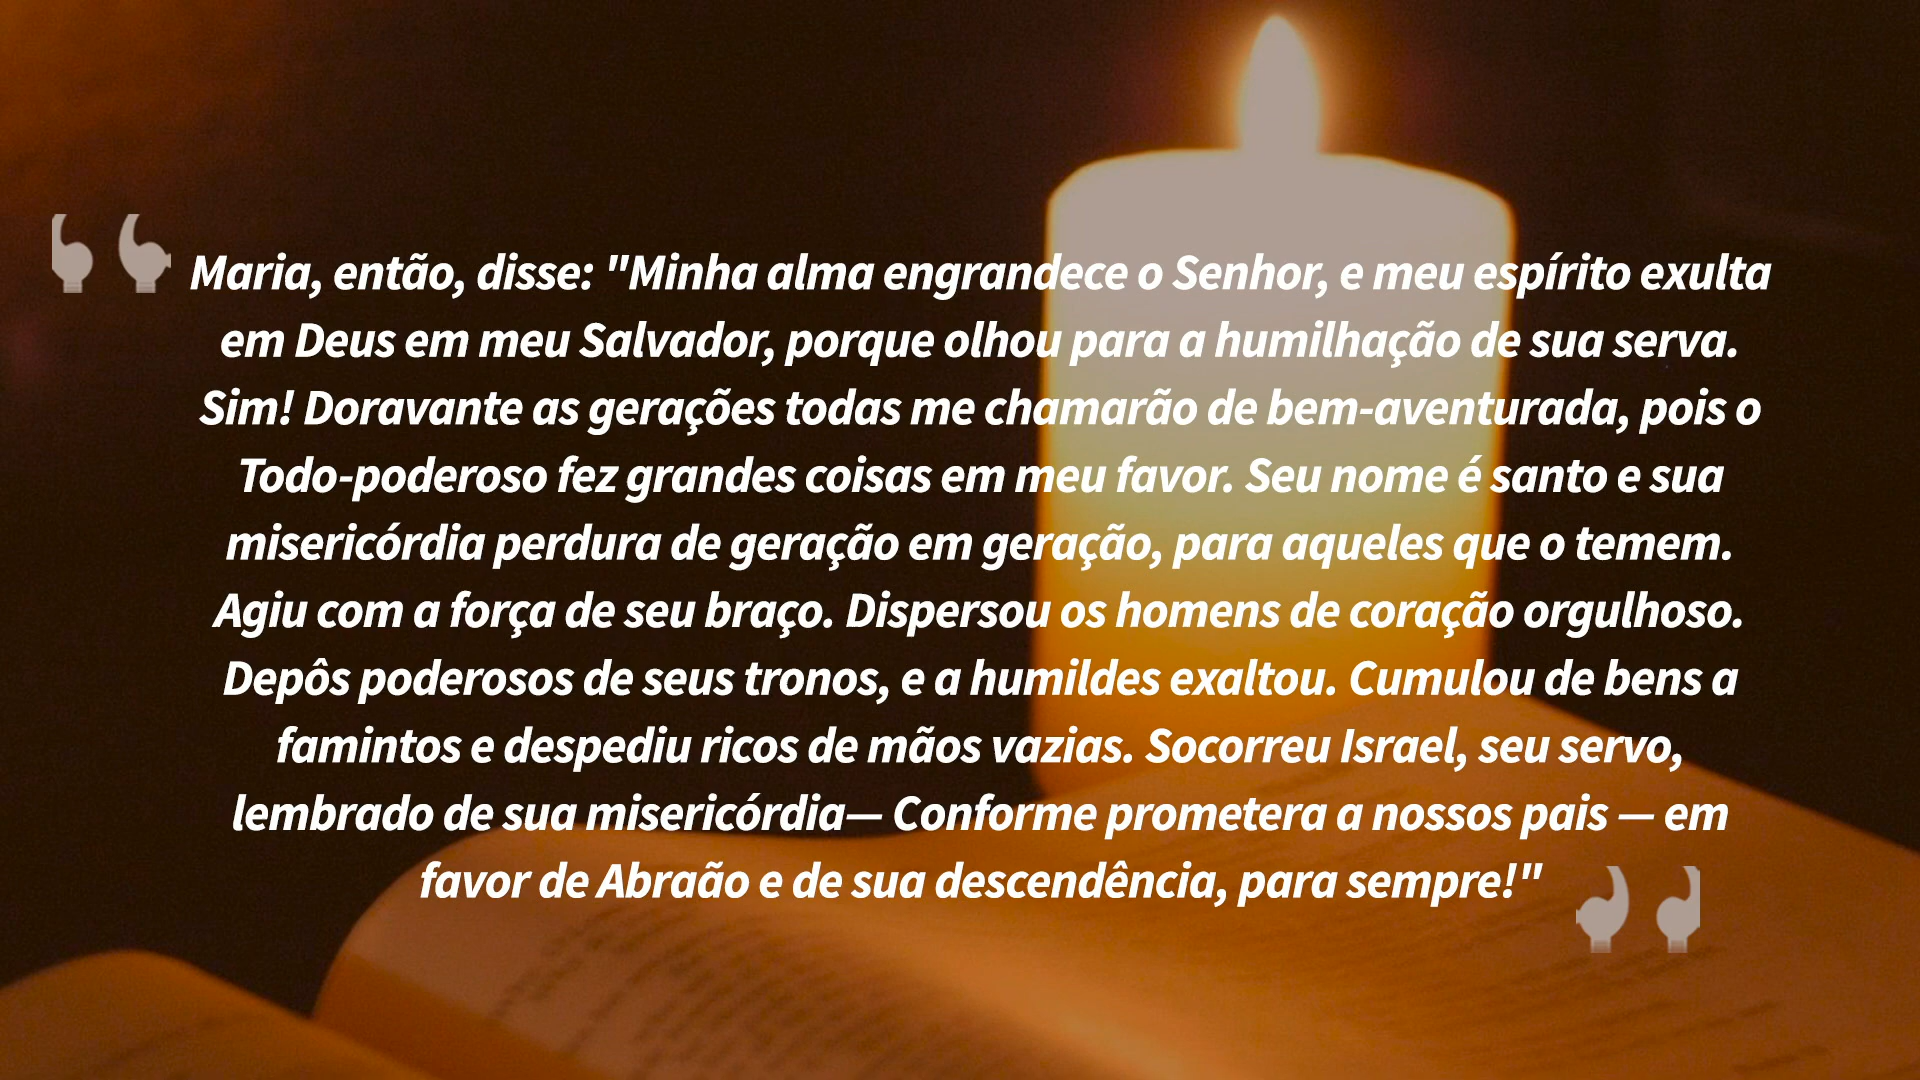 Maria, então, disse: "Minha alma engrandece o Senhor, e meu espírito exulta
em Deus em meu Salvador, porque olhou para a humilhação de sua serva.
Sim! Doravante as gerações todas me chamarão de bem-aventurada, pois o
Todo-poderoso fez grandes coisas em meu favor. Seu nome é santo e sua
misericórdia perdura de geração em geração, para aqueles que o temem.
Agiu com a força de seu braço. Dispersou os homens de coração orgulhoso.
Depôs poderosos de seus tronos, e a humildes exaltou. Cumulou de bens a
famintos e despediu ricos de mãos vazias. Socorreu Israel, seu servo,
lembrado de sua misericórdia— Conforme prometera a nossos pais — em
favor de Abraão e de sua descendência, para sempre!"